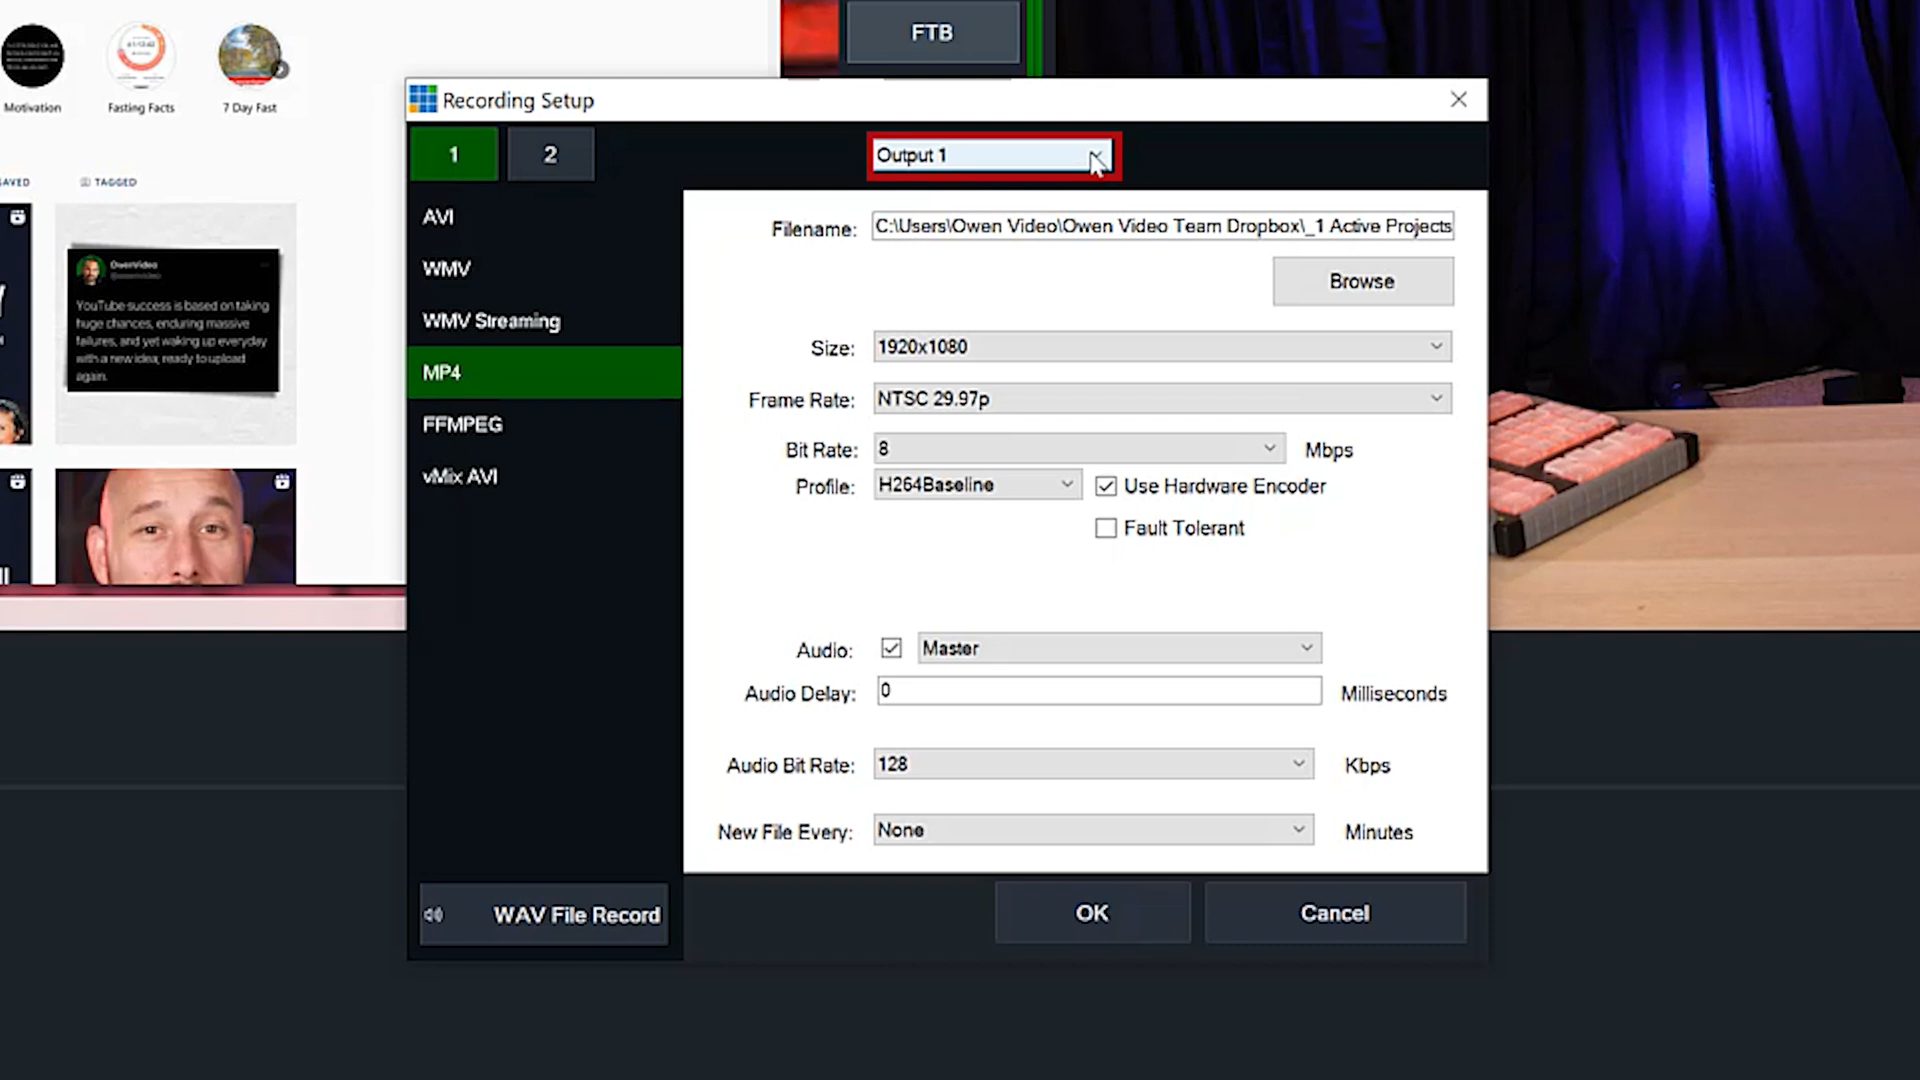 FTB
Motivation
Fasting Facts
7 Day Fast
SAVED
TAGGED
OwenVideo
YouTube success is based on taking
huge chances, enduring massive
failures, and yet waking up everyday
with a new idea, ready to upload
again.
Recording Setup
1
2
Output 1
AVI
WMV
WMV Streaming
MP4
FFMPEG
vMix AVI
Filename:
C:\Users\Owen Video\Owen Video Team Dropbox\_1 Active Projects
Browse
Size:
1920x1080
Frame Rate:
NTSC 29.97p
Bit Rate:
8
Mbps
Profile:
H264Baseline
Use Hardware Encoder
Fault Tolerant
Audio:
Master
Audio Delay:
0
Milliseconds
Audio Bit Rate:
128
Kbps
New File Every:
None
Minutes
WAV File Record
OK
Cancel